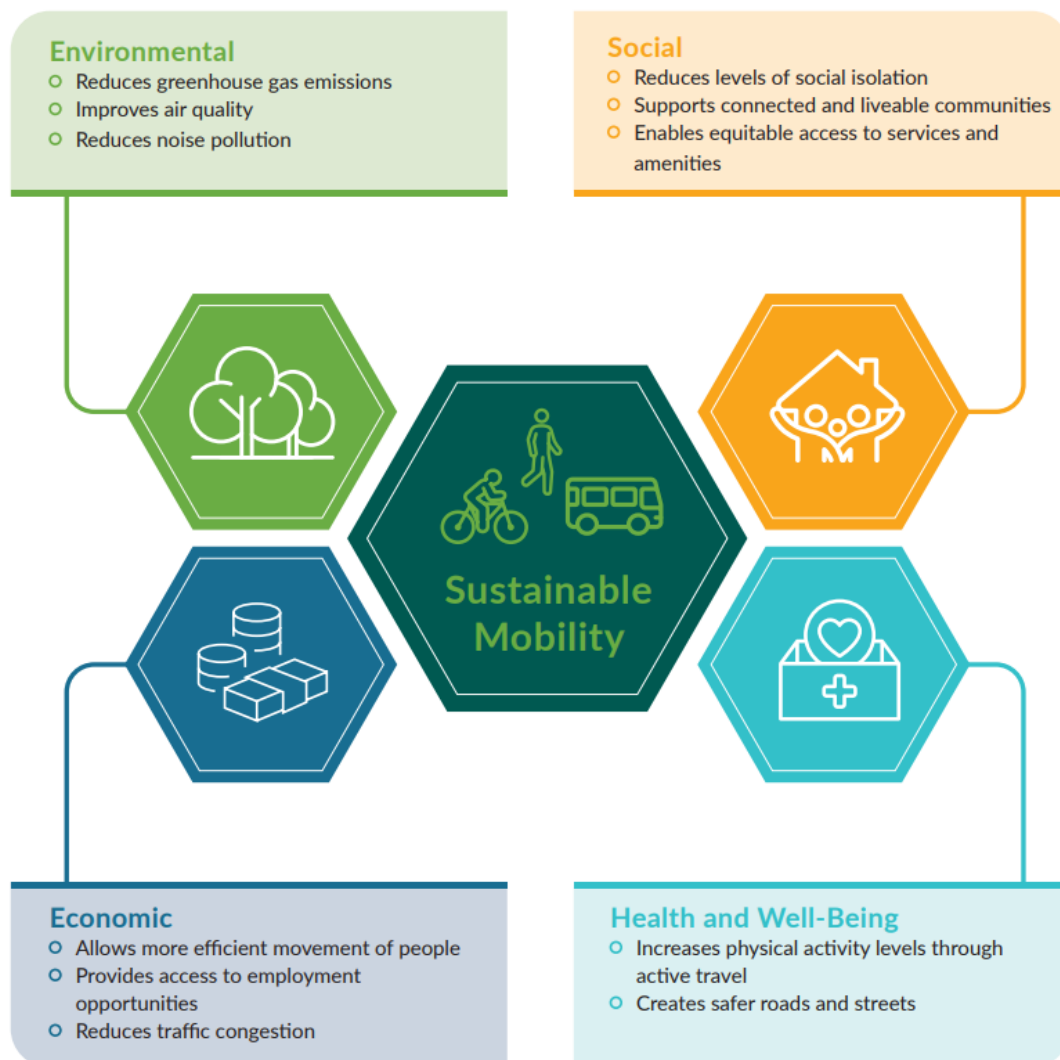 Environmental
Reduces greenhouse gas emissions
Improves air quality
Reduces noise pollution
Social
Reduces levels of social isolation
Supports connected and liveable communities
Enables equitable access to services and
amenities
Sustainable
Mobility
Economic
Allows more efficient movement of people
Provides access to employment
opportunities
Reduces traffic congestion
Health and Well-Being
Increases physical activity levels through
active travel
Creates safer roads and streets